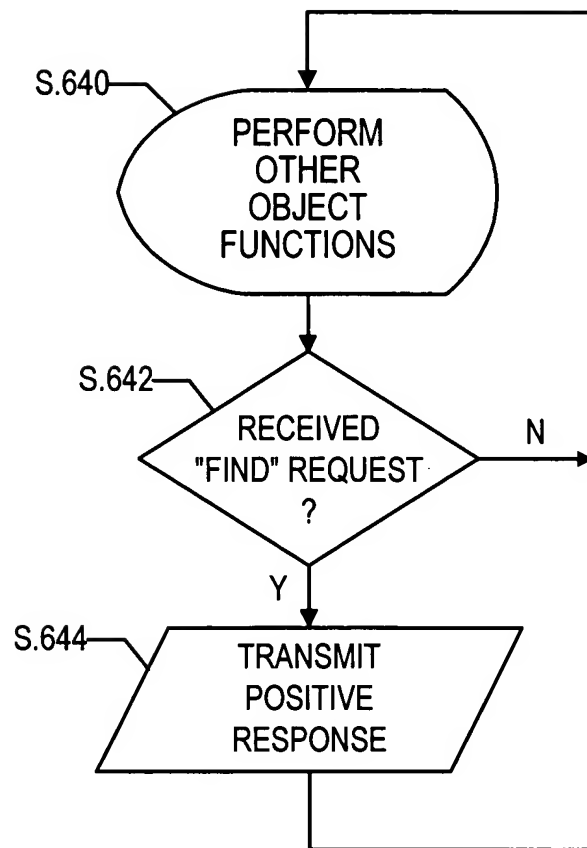 S.640
PERFORM
OTHER
OBJECT
FUNCTIONS
S.642
RECEIVED
"FIND" REQUEST
?
N
Y
S.644
TRANSMIT
POSITIVE
RESPONSE